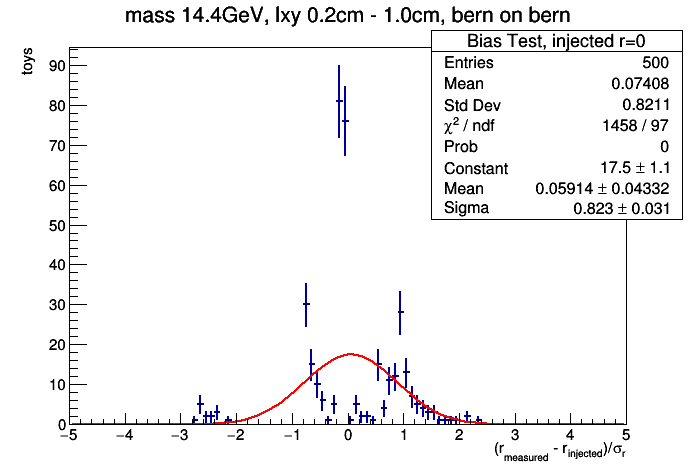 mass 14.4GeV, lxy 0.2cm - 1.0cm, bern on bern
Bias Test, injected r=0
Entries 500
Mean 0.07408
Std Dev 0.8211
χ² / ndf 1458 / 97
Prob 0
Constant 17.5 ± 1.1
Mean 0.05914 ± 0.04332
Sigma 0.823 ± 0.031
toys
90
80
70
60
50
40
30
20
10
0
−5 −4 −3 −2 −1 0 1 2 3 4 5
(r_measured - r_injected)/σ_r